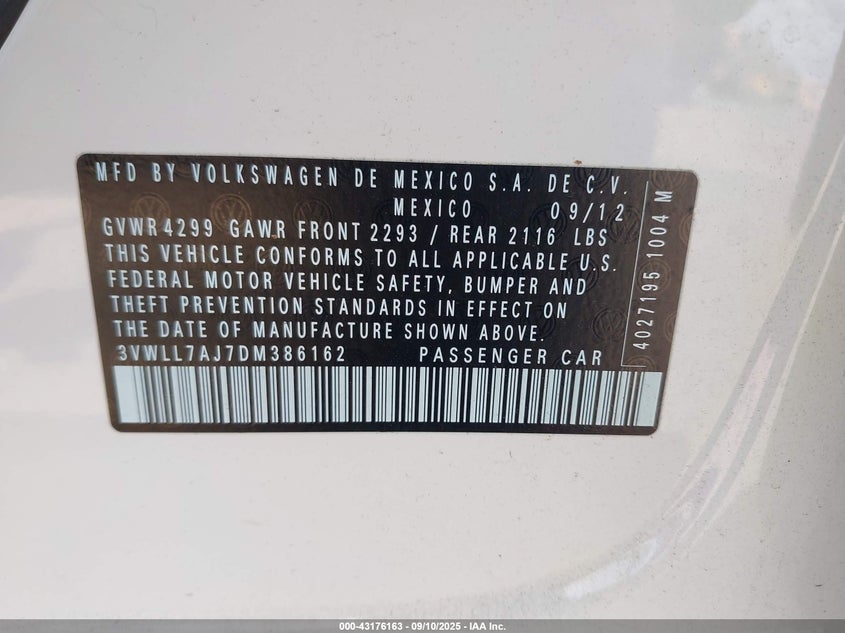 MFD BY VOLKSWAGEN DE MEXICO S.A. DE C.V.
MEXICO 09/12
GVWR 4299 GAWR FRONT 2293 / REAR 2116 LBS
THIS VEHICLE CONFORMS TO ALL APPLICABLE U.S.
FEDERAL MOTOR VEHICLE SAFETY, BUMPER AND
THEFT PREVENTION STANDARDS IN EFFECT ON
THE DATE OF MANUFACTURE SHOWN ABOVE.
3VWLL7AJ7DM386162 PASSENGER CAR
4027195 1004 M
000-43176163 - 09/10/2025 - IAA Inc.